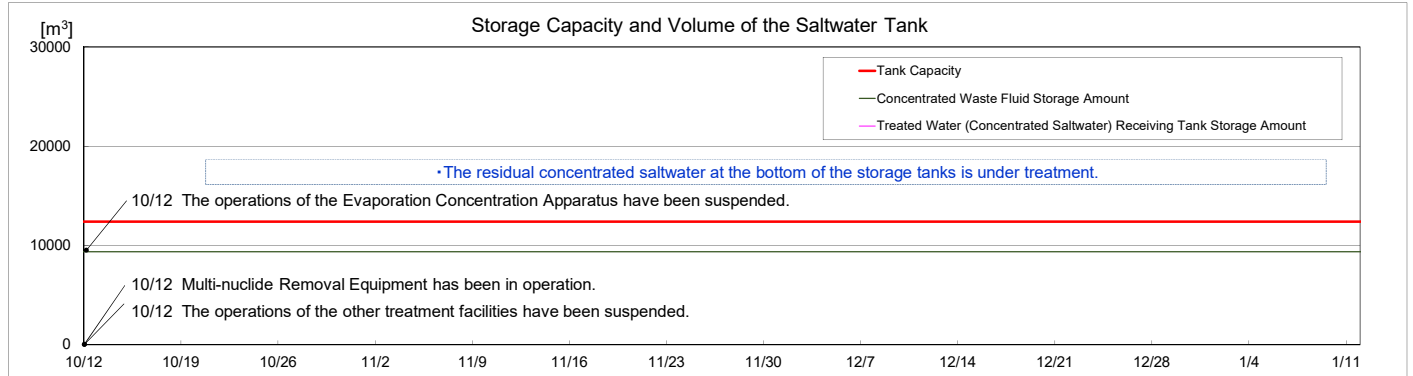 Storage Capacity and Volume of the Saltwater Tank
[m³]
30000
Tank Capacity
Concentrated Waste Fluid Storage Amount
Treated Water (Concentrated Saltwater) Receiving Tank Storage Amount
20000
・The residual concentrated saltwater at the bottom of the storage tanks is under treatment.
10/12 The operations of the Evaporation Concentration Apparatus have been suspended.
10000
10/12 Multi-nuclide Removal Equipment has been in operation.
10/12 The operations of the other treatment facilities have been suspended.
0
10/12 10/19 10/26 11/2 11/9 11/16 11/23 11/30 12/7 12/14 12/21 12/28 1/4 1/11